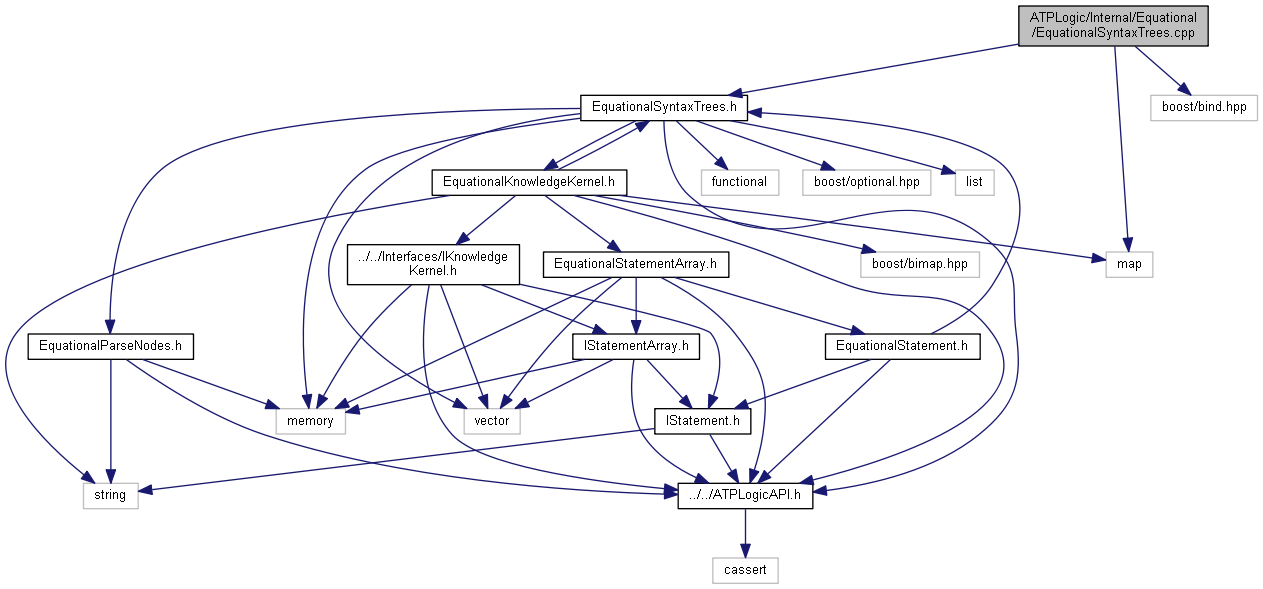 ATPLogic/Internal/Equational
/EquationalSyntaxTrees.cpp
EquationalSyntaxTrees.h
boost/bind.hpp
EquationalKnowledgeKernel.h
functional
boost/optional.hpp
list
../../Interfaces/IKnowledge
Kernel.h
EquationalStatementArray.h
boost/bimap.hpp
map
EquationalParseNodes.h
IStatementArray.h
EquationalStatement.h
memory
vector
IStatement.h
string
../../ATPLogicAPI.h
cassert